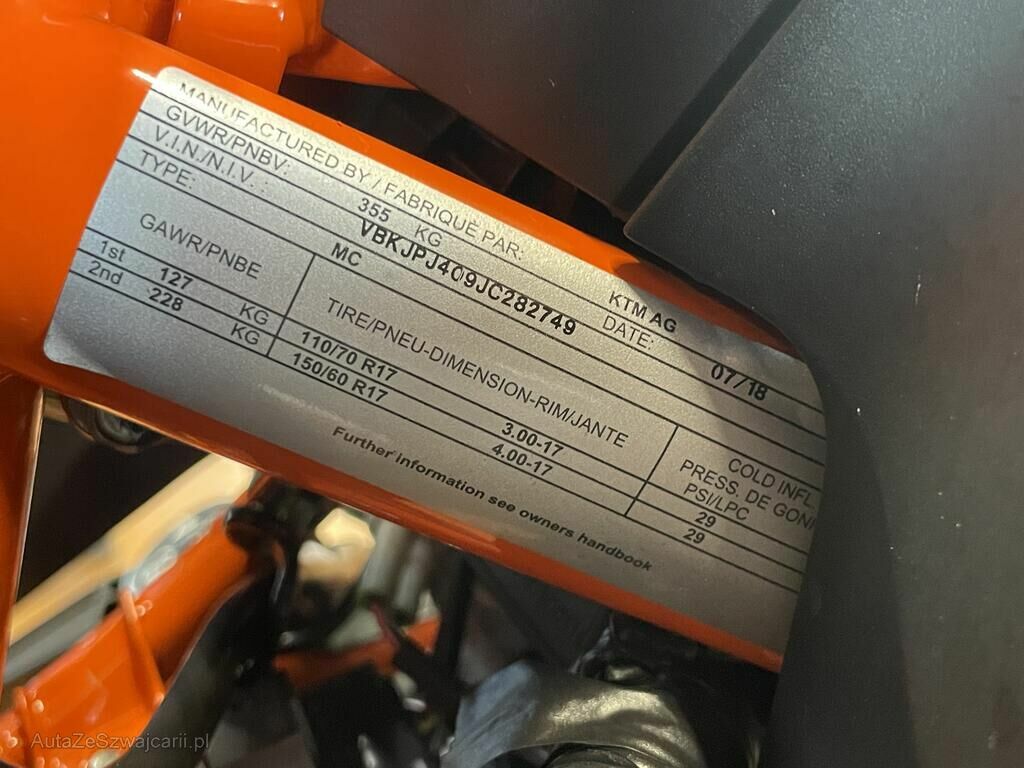 MANUFACTURED BY / FABRIQUÉ PAR: KTM AG
GVWR/PNBV: 355 KG DATE: 07/18
V.I.N./N.I.V. : VBKJPJ409JC282749
TYPE: MC
GAWR/PNBE TIRE/PNEU-DIMENSION-RIM/JANTE COLD INFL.
PRESS. DE GONF
PSI/LPC
1st 127 KG 110/70 R17 3.00-17 29
2nd 228 KG 150/60 R17 4.00-17 29
Further information see owners handbook
AutaZeSzwajcarii.pl